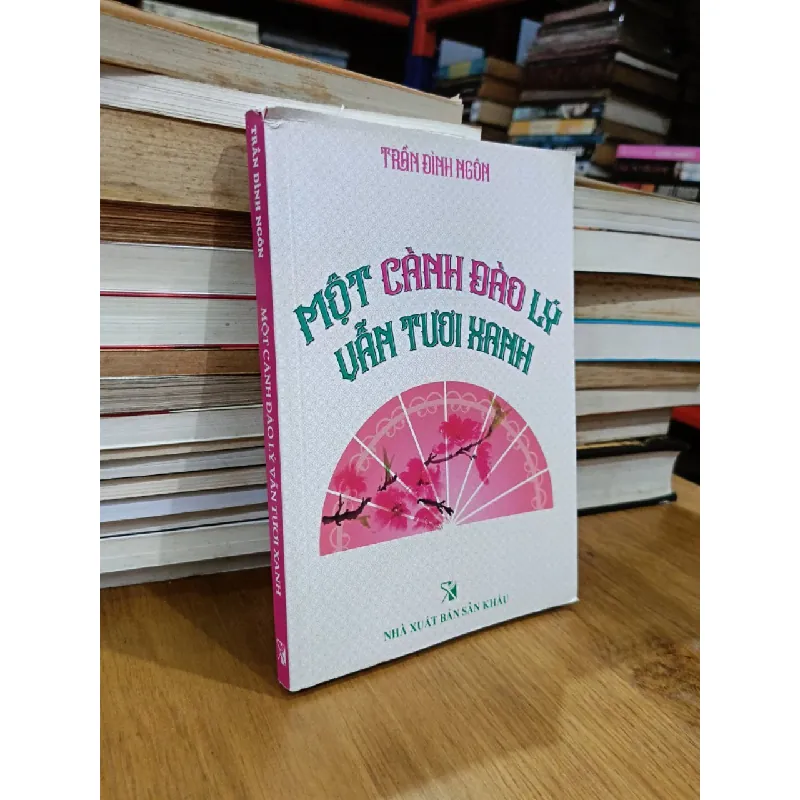 TRẦN ĐÌNH NGÔN
MỘT CÀNH ĐÀO LÝ
VẪN TƯƠI XANH
NHÀ XUẤT BẢN SÂN KHẤU
TRẦN ĐÌNH NGÔN
MỘT CÀNH ĐÀO LÝ VẪN TƯƠI XANH